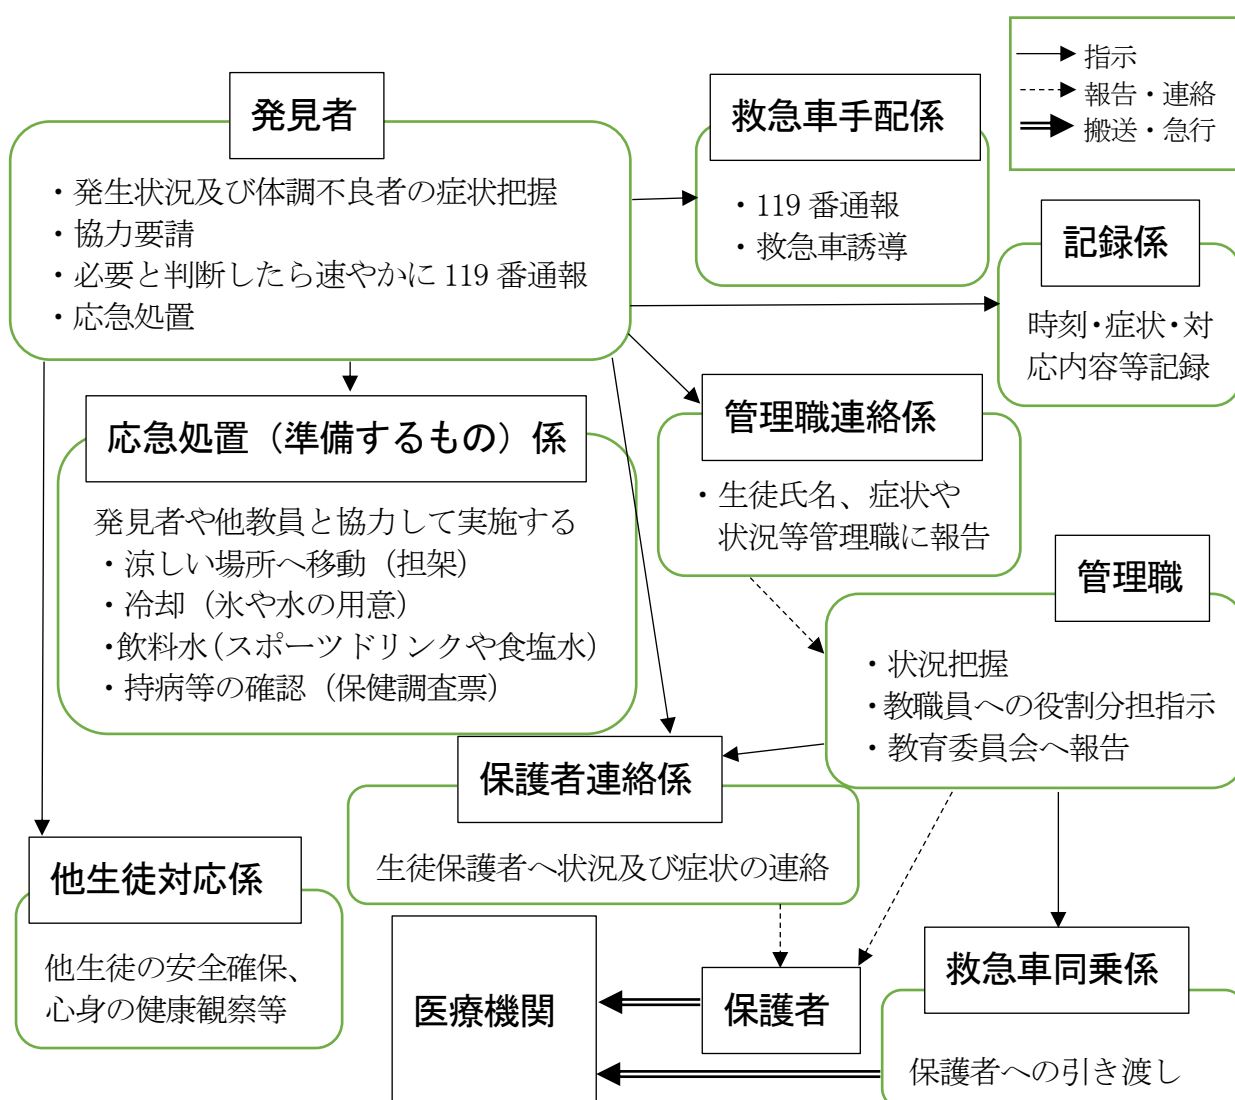 指示
報告・連絡
搬送・急行
発見者
・発生状況及び体調不良者の症状把握
・協力要請
・必要と判断したら速やかに 119 番通報
・応急処置
救急車手配係
・119 番通報
・救急車誘導
記録係
時刻・症状・対
応内容等記録
応急処置（準備するもの）係
発見者や他教員と協力して実施する
・涼しい場所へ移動（担架）
・冷却（氷や水の用意）
・飲料水（スポーツドリンクや食塩水）
・持病等の確認（保健調査票）
管理職連絡係
・生徒氏名、症状や
状況等管理職に報告
管理職
・状況把握
・教職員への役割分担指示
・教育委員会へ報告
保護者連絡係
生徒保護者へ状況及び症状の連絡
他生徒対応係
他生徒の安全確保、
心身の健康観察等
医療機関
保護者
救急車同乗係
保護者への引き渡し